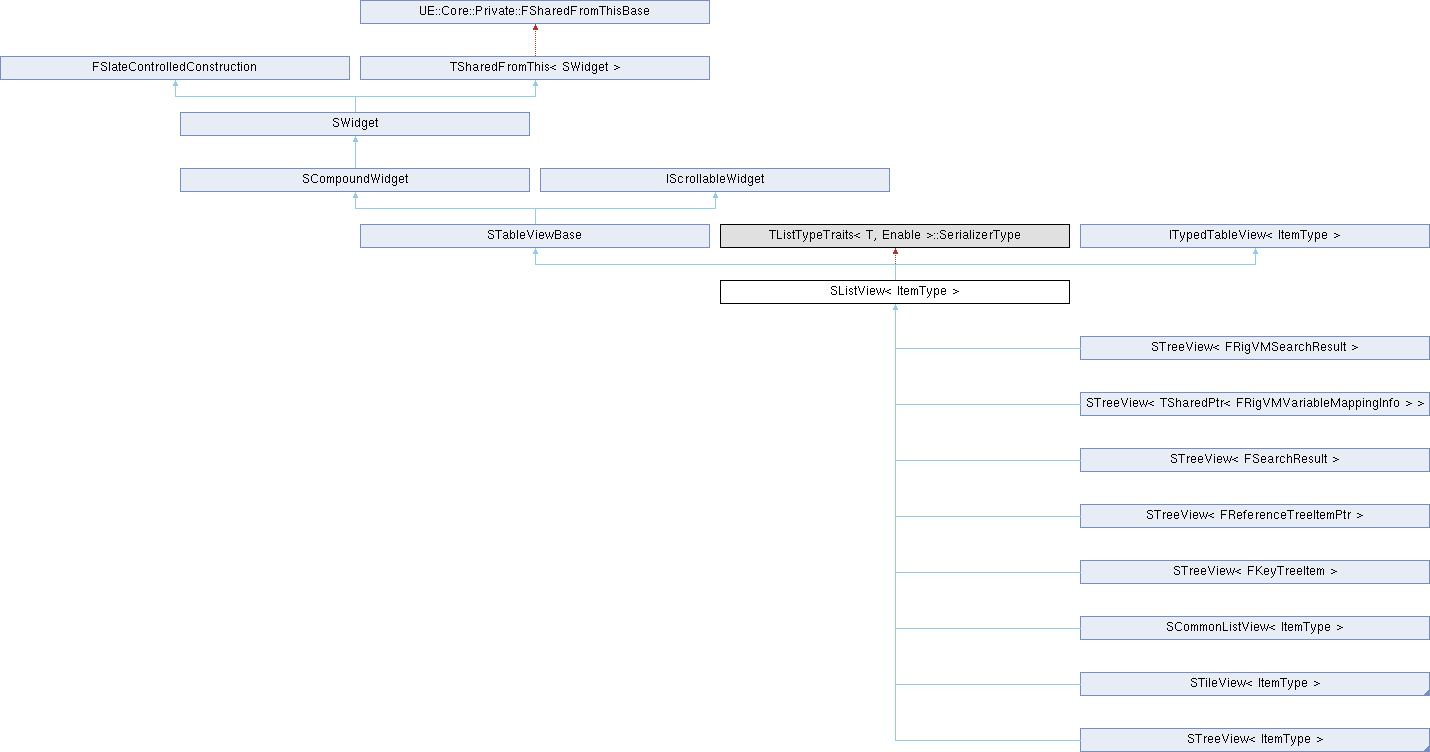 UE::Core::Private::FSharedFromThisBase
FSlateControlledConstruction
TSharedFromThis< SWidget >
SWidget
SCompoundWidget
IScrollableWidget
STableViewBase
TListTypeTraits< T, Enable >::SerializerType
ITypedTableView< ItemType >
SListView< ItemType >
STreeView< FRigVMSearchResult >
STreeView< TSharedPtr< FRigVMVariableMappingInfo > >
STreeView< FSearchResult >
STreeView< FReferenceTreeItemPtr >
STreeView< FKeyTreeItem >
SCommonListView< ItemType >
STileView< ItemType >
STreeView< ItemType >